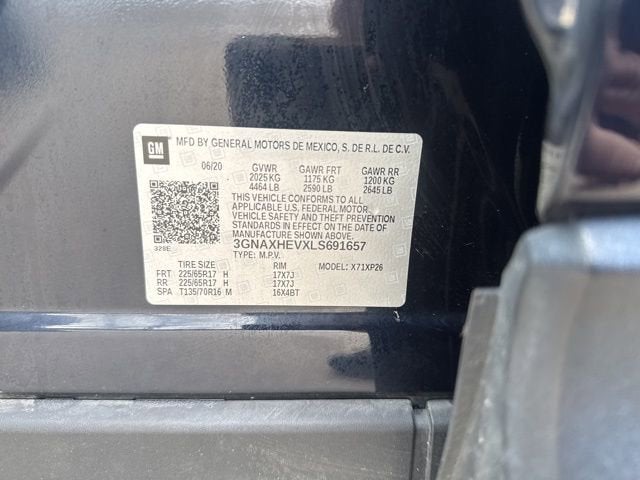 GM
MFD BY GENERAL MOTORS DE MEXICO, S. DE R.L. DE C.V.
06/20 GVWR GAWR FRT GAWR RR
2025 KG 1175 KG 1200 KG
4464 LB 2590 LB 2645 LB
THIS VEHICLE CONFORMS TO ALL
APPLICABLE U.S. FEDERAL MOTOR
VEHICLE SAFETY AND THEFT PREVENTION
STANDARDS IN EFFECT ON THE DATE OF
MANUFACTURE SHOWN ABOVE.
328E 3GNAXHEVXLS691657
TYPE: M.P.V.
TIRE SIZE RIM MODEL: X71XP26
FRT 225/65R17 H 17X7J
RR 225/65R17 H 17X7J
SPA T135/70R16 M 16X4BT